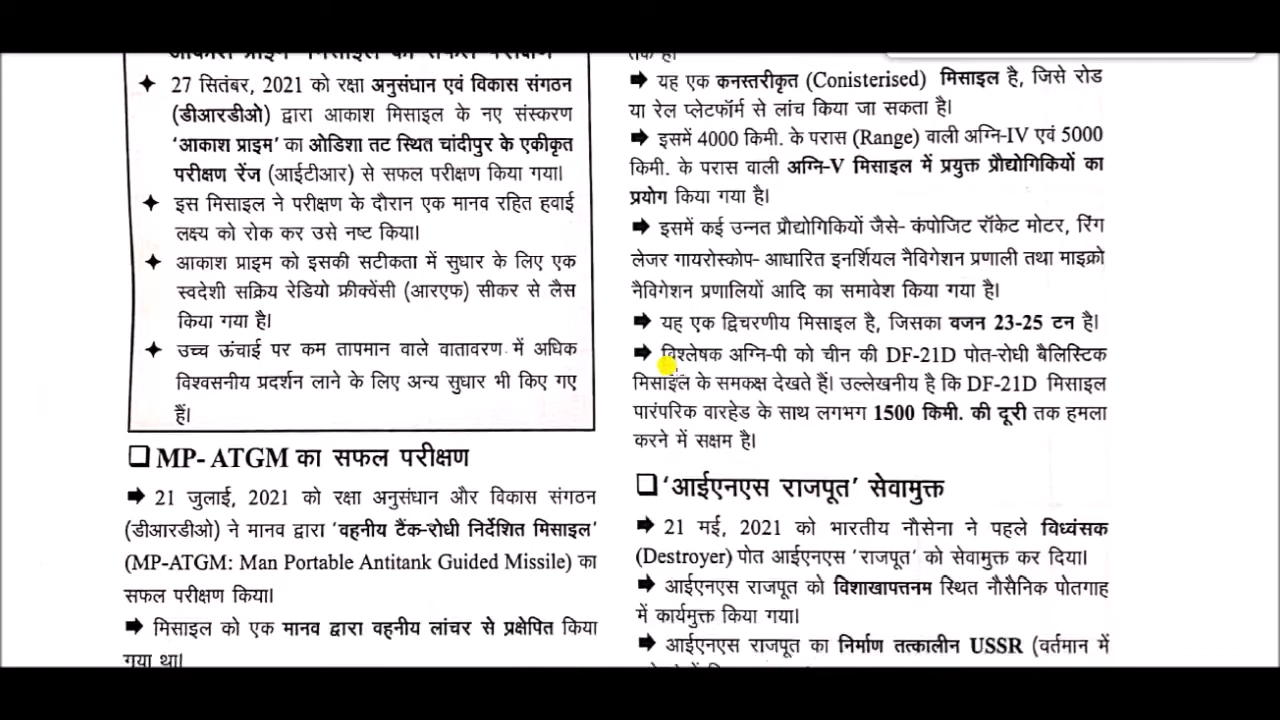 आकाश प्राइम मिसाइल का सफल परीक्षण
✦ 27 सितंबर, 2021 को रक्षा अनुसंधान एवं विकास संगठन
(डीआरडीओ) द्वारा आकाश मिसाइल के नए संस्करण
'आकाश प्राइम' का ओडिशा तट स्थित चांदीपुर के एकीकृत
परीक्षण रेंज (आईटीआर) से सफल परीक्षण किया गया।
✦ इस मिसाइल ने परीक्षण के दौरान एक मानव रहित हवाई
लक्ष्य को रोक कर उसे नष्ट किया।
✦ आकाश प्राइम को इसकी सटीकता में सुधार के लिए एक
स्वदेशी सक्रिय रेडियो फ्रीक्वेंसी (आरएफ) सीकर से लैस
किया गया है।
✦ उच्च ऊंचाई पर कम तापमान वाले वातावरण में अधिक
विश्वसनीय प्रदर्शन लाने के लिए अन्य सुधार भी किए गए
हैं।
❑ MP- ATGM का सफल परीक्षण
➡ 21 जुलाई, 2021 को रक्षा अनुसंधान और विकास संगठन
(डीआरडीओ) ने मानव द्वारा 'वहनीय टैंक-रोधी निर्देशित मिसाइल'
(MP-ATGM: Man Portable Antitank Guided Missile) का
सफल परीक्षण किया।
➡ मिसाइल को एक मानव द्वारा वहनीय लांचर से प्रक्षेपित किया
गया था।
तक है।
➡ यह एक कनस्तरीकृत (Conisterised) मिसाइल है, जिसे रोड
या रेल प्लेटफॉर्म से लांच किया जा सकता है।
➡ इसमें 4000 किमी. के परास (Range) वाली अग्नि-IV एवं 5000
किमी. के परास वाली अग्नि-V मिसाइल में प्रयुक्त प्रौद्योगिकियों का
प्रयोग किया गया है।
➡ इसमें कई उन्नत प्रौद्योगिकियों जैसे- कंपोजिट रॉकेट मोटर, रिंग
लेजर गायरोस्कोप- आधारित इनर्शियल नैविगेशन प्रणाली तथा माइक्रो
नैविगेशन प्रणालियों आदि का समावेश किया गया है।
➡ यह एक द्विचरणीय मिसाइल है, जिसका वजन 23-25 टन है।
➡ विश्लेषक अग्नि-पी को चीन की DF-21D पोत-रोधी बैलिस्टिक
मिसाइल के समकक्ष देखते हैं। उल्लेखनीय है कि DF-21D मिसाइल
पारंपरिक वारहेड के साथ लगभग 1500 किमी. की दूरी तक हमला
करने में सक्षम है।
❑ 'आईएनएस राजपूत' सेवामुक्त
➡ 21 मई, 2021 को भारतीय नौसेना ने पहले विध्वंसक
(Destroyer) पोत आईएनएस 'राजपूत' को सेवामुक्त कर दिया।
➡ आईएनएस राजपूत को विशाखापत्तनम स्थित नौसैनिक पोतगाह
में कार्यमुक्त किया गया।
➡ आईएनएस राजपूत का निर्माण तत्कालीन USSR (वर्तमान में